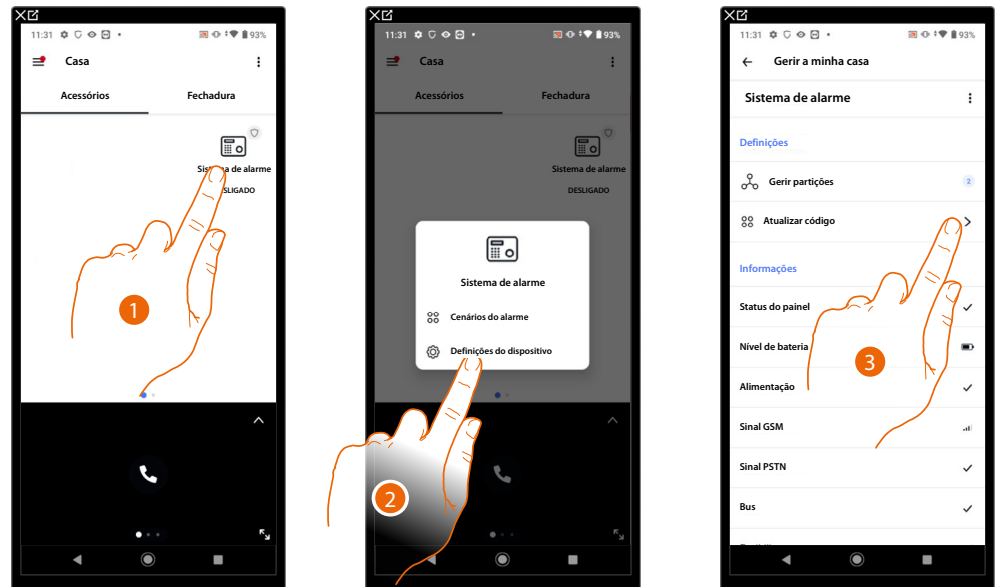 11:31 93%
Casa
Acessórios Fechadura
Sistema de alarme
SLIGADO
1
11:31 93%
Casa
Acessórios Fechadura
Sistema de alarme
DESLIGADO
Sistema de alarme
Cenários do alarme
Definições do dispositivo
2
11:31 93%
Gerir a minha casa
Sistema de alarme
Definições
Gerir partições 2
Atualizar código
Informações
Status do painel
Nível de bateria
Alimentação
Sinal GSM
Sinal PSTN
Bus
3